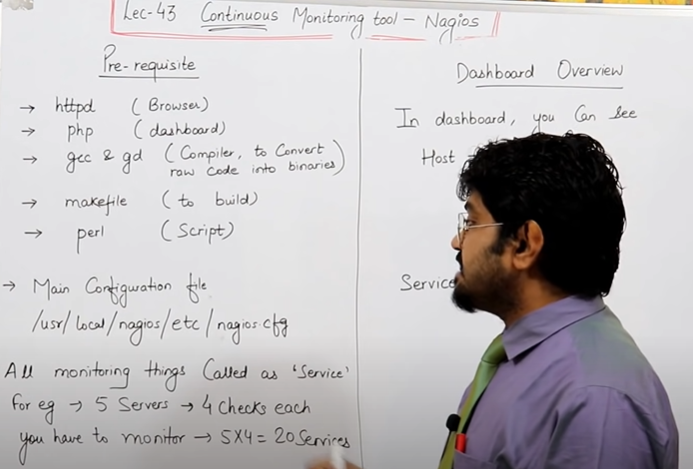 Lec-43 Continuous Monitoring tool - Nagios
Pre-requisite
→ httpd (Browser)
→ php (dashboard)
→ gcc & gd (Compiler, to Convert
row Code into binaries)
→ makefile (to build)
→ perl (Script)
→ Main Configuration file
/usr/local/nagios/etc/nagios.cfg
All monitoring things Called as 'Service'
For eg → 5 Servers → 4 Checks each
you have to monitor → 5X4 = 20 Services
Dashboard Overview
In dashboard, you Can See
Host
Service